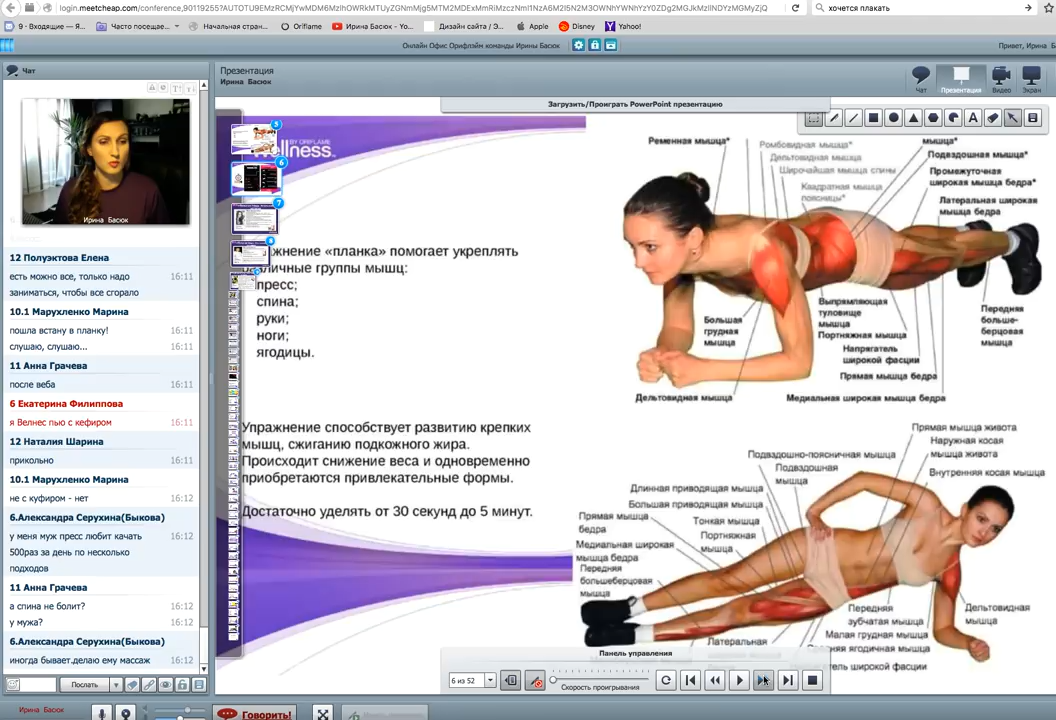 login.meetcheap.com/conference
хочется плакать
9 - Входящие — Ян...
Часто посещае...
Начальная стран...
Oriflame
Ирина Басюк - Yo...
Дизайн сайта / Т...
Apple
Disney
Yahoo!
Онлайн Офис Орифлэйм команды Ирины Басюк
Привет, Ирина Б
Чат
Ирина Басюк
12 Полуэктова Елена
есть можно все, только надо 16:11
заниматься, чтобы все сгорало
10.1 Марухленко Марина
пошла встану в планку! 16:11
слушаю, слушаю... 16:11
11 Анна Грачева
после веба 16:11
6 Екатерина Филиппова
я Велнес пью с кефиром 16:11
12 Наталия Шарина
прикольно 16:11
10.1 Марухленко Марина
не с куфиром - нет 16:12
6.Александра Серухина(Быкова)
у меня муж пресс любит качать 16:12
500раз за день по несколько
подходов
11 Анна Грачева
а спина не болит? 16:12
у мужа? 16:12
6.Александра Серухина(Быкова)
иногда бывает.делаю ему массаж 16:12
Послать
Ирина Басюк
Говорить!
Презентация
Ирина Басюк
Чат
Презентация
Видео
Экран
Загрузить/Проиграть PowerPoint презентацию
BY ORIFLAME
5
6
7
8
жнение «планка» помогает укреплять
личные группы мышц:
пресс;
спина;
руки;
ноги;
ягодицы.
Упражнение способствует развитию крепких
мышц, сжиганию подкожного жира.
Происходит снижение веса и одновременно
приобретаются привлекательные формы.
Достаточно уделять от 30 секунд до 5 минут.
Ременная мышца*
Ромбовидная мышца*
Дельтовидная мышца
Широчайшая мышца спины
Квадратная мышца
поясницы*
мышца*
Подвздошная мышца*
Промежуточная
широкая мышца бедра*
Латеральная широкая
мышца бедра
Большая
грудная
мышца
Выпрямляющая
туловище
мышца
Портняжная мышца
Напрягатель
широкой фасции
Прямая мышца бедра
Передняя
больше-
берцовая
мышца
Дельтовидная мышца
Медиальная широкая мышца бедра
Прямая мышца живота
Наружная косая
мышца живота
Подвздошно-поясничная мышца
Подвздошная
мышца
Внутренняя косая мышца
Длинная приводящая мышца
Большая приводящая мышца
Прямая мышца
бедра
Тонкая мышца
Портняжная
мышца
Медиальная широкая
мышца бедра
Передняя
большеберцовая
мышца
Латеральная
Передняя
зубчатая мышца
Малая грудная мышца
Средняя ягодичная мышца
широкой фасции
Дельтовидная
мышца
Панель управления
6 из 52
Скорость проигрывания